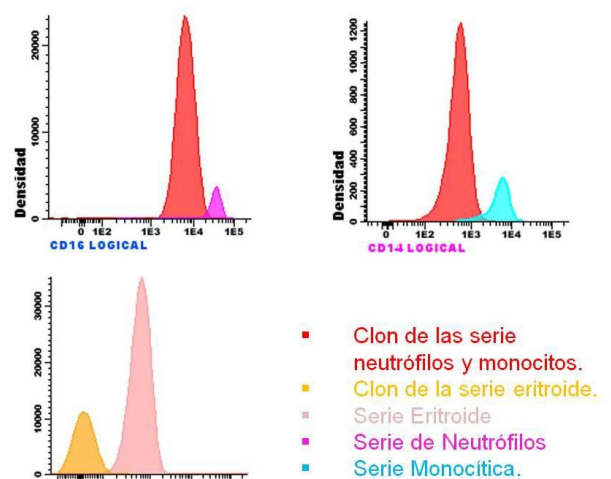 Densidad
20000
10000
0
0 1E2 1E3 1E4 1E5
CD16 LOGICAL
Densidad
1200
1000
800
600
400
200
0
0 1E2 1E3 1E4 1E5
CD14 LOGICAL
30000
20000
10000
0
Clon de las serie
neutrófilos y monocitos.
Clon de la serie eritroide.
Serie Eritroide
Serie de Neutrófilos
Serie Monocítica.